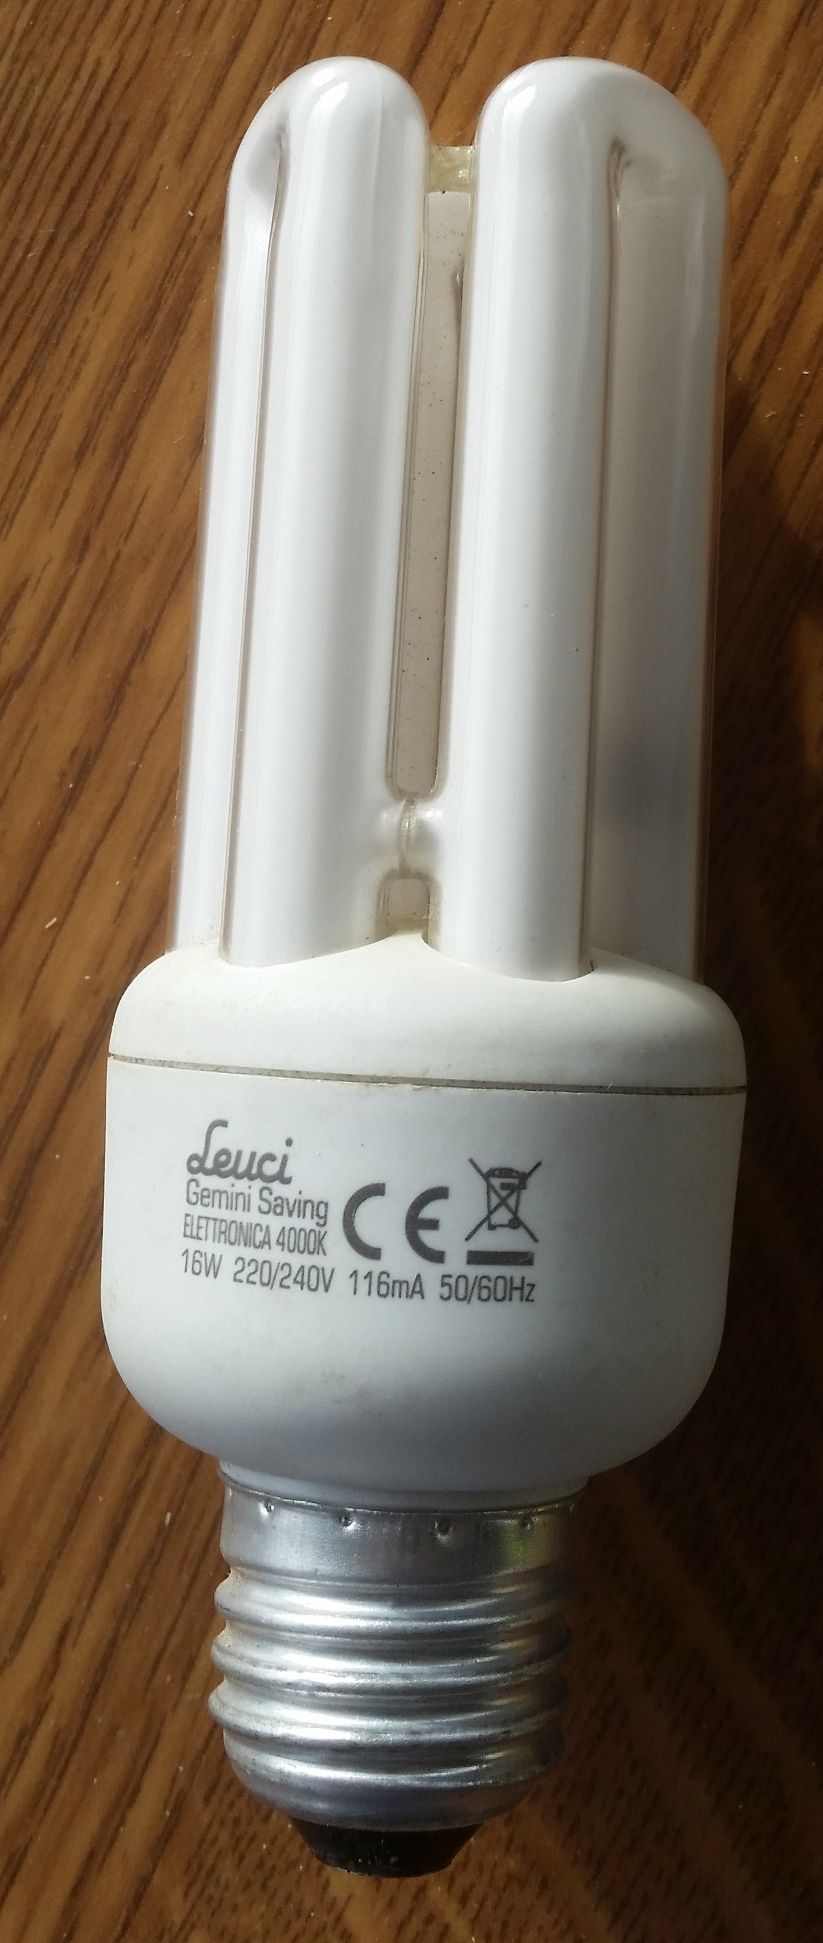 Leuci
Gemini Saving
ELETTRONICA 4000K
CE
16W 220/240V 116mA 50/60Hz